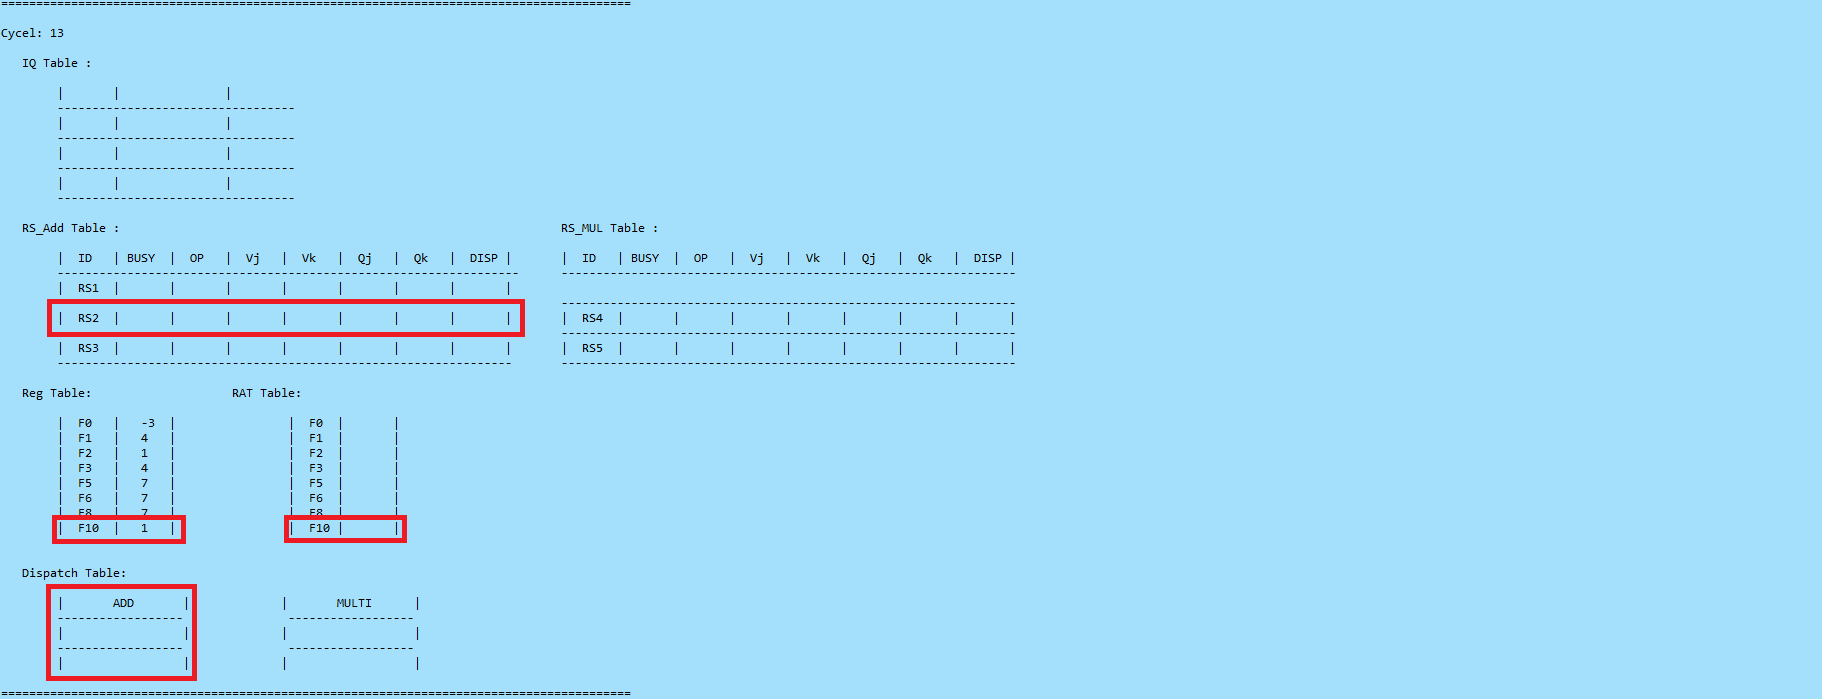 ==========================================================================================
Cycel: 13
IQ Table :
|       |               |
----------------------------------
|       |               |
----------------------------------
|       |               |
----------------------------------
|       |               |
----------------------------------
RS_Add Table : RS_MUL Table :
| ID | BUSY | OP | Vj | Vk | Qj | Qk | DISP | | ID | BUSY | OP | Vj | Vk | Qj | Qk | DISP |
------------------------------------------------------------------ -----------------------------------------------------------------
| RS1 | | | | | | | |
-----------------------------------------------------------------
| RS2 | | | | | | | | | RS4 | | | | | | | |
-----------------------------------------------------------------
| RS3 | | | | | | | | | RS5 | | | | | | | |
----------------------------------------------------------------- -----------------------------------------------------------------
Reg Table: RAT Table:
| F0 | -3 | | F0 | |
| F1 | 4 | | F1 | |
| F2 | 1 | | F2 | |
| F3 | 4 | | F3 | |
| F5 | 7 | | F5 | |
| F6 | 7 | | F6 | |
| F8 | 7 | | F8 | |
| F10 | 1 | | F10 | |
Dispatch Table:
| ADD | | MULTI |
------------------ ------------------
| | | |
------------------ ------------------
| | | |
==========================================================================================